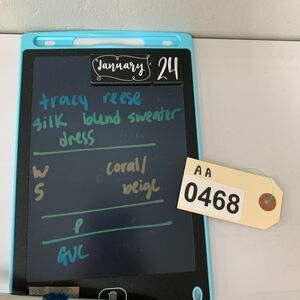 January 24
tracy reese
silk blend sweater
dress
W coral/
S beige
P
GUC
AA
0468